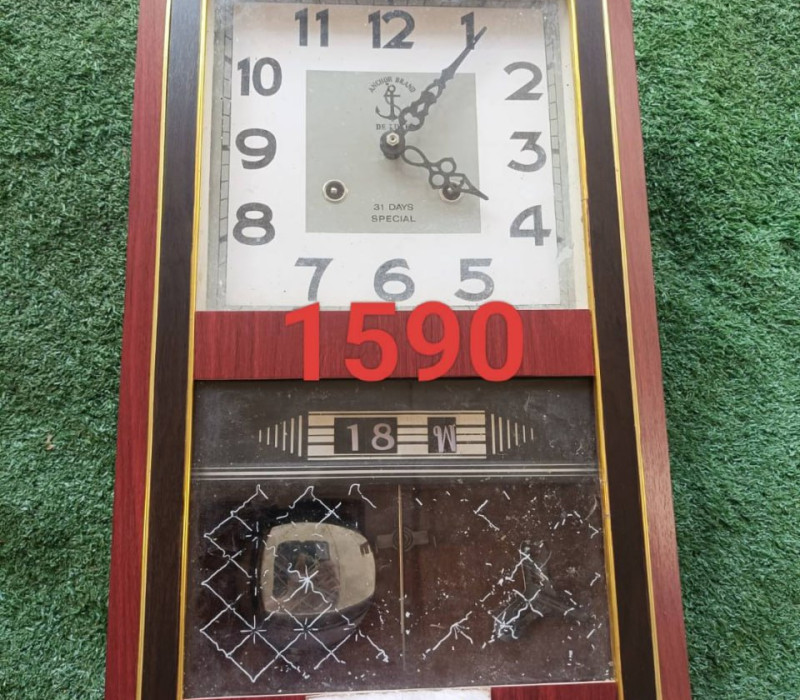 11 12 1
10 2
ANCHOR BRAND
9 3
31 DAYS
8 4
SPECIAL
7 6 5
1590
18 M